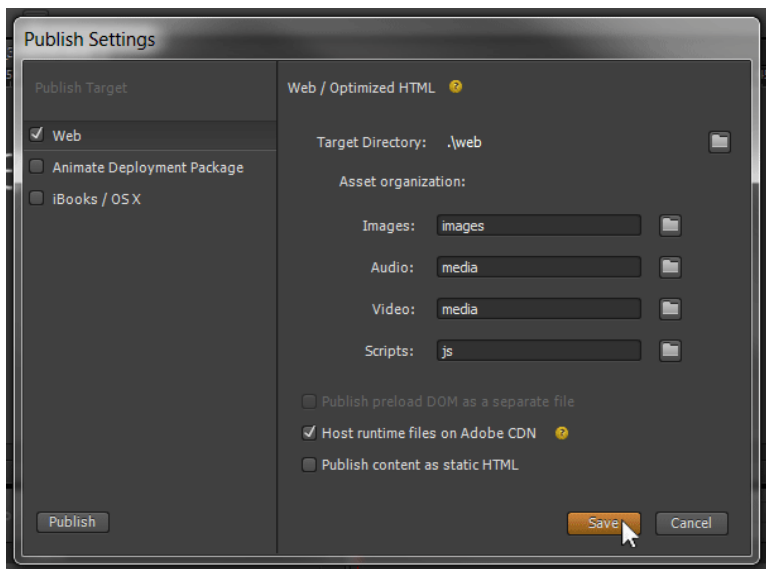 Publish Settings
Publish Target
Web
Animate Deployment Package
iBooks / OS X
Web / Optimized HTML ?
Target Directory: .\web
Asset organization:
Images: images
Audio: media
Video: media
Scripts: js
Publish preload DOM as a separate file
Host runtime files on Adobe CDN ?
Publish content as static HTML
Publish
Save
Cancel